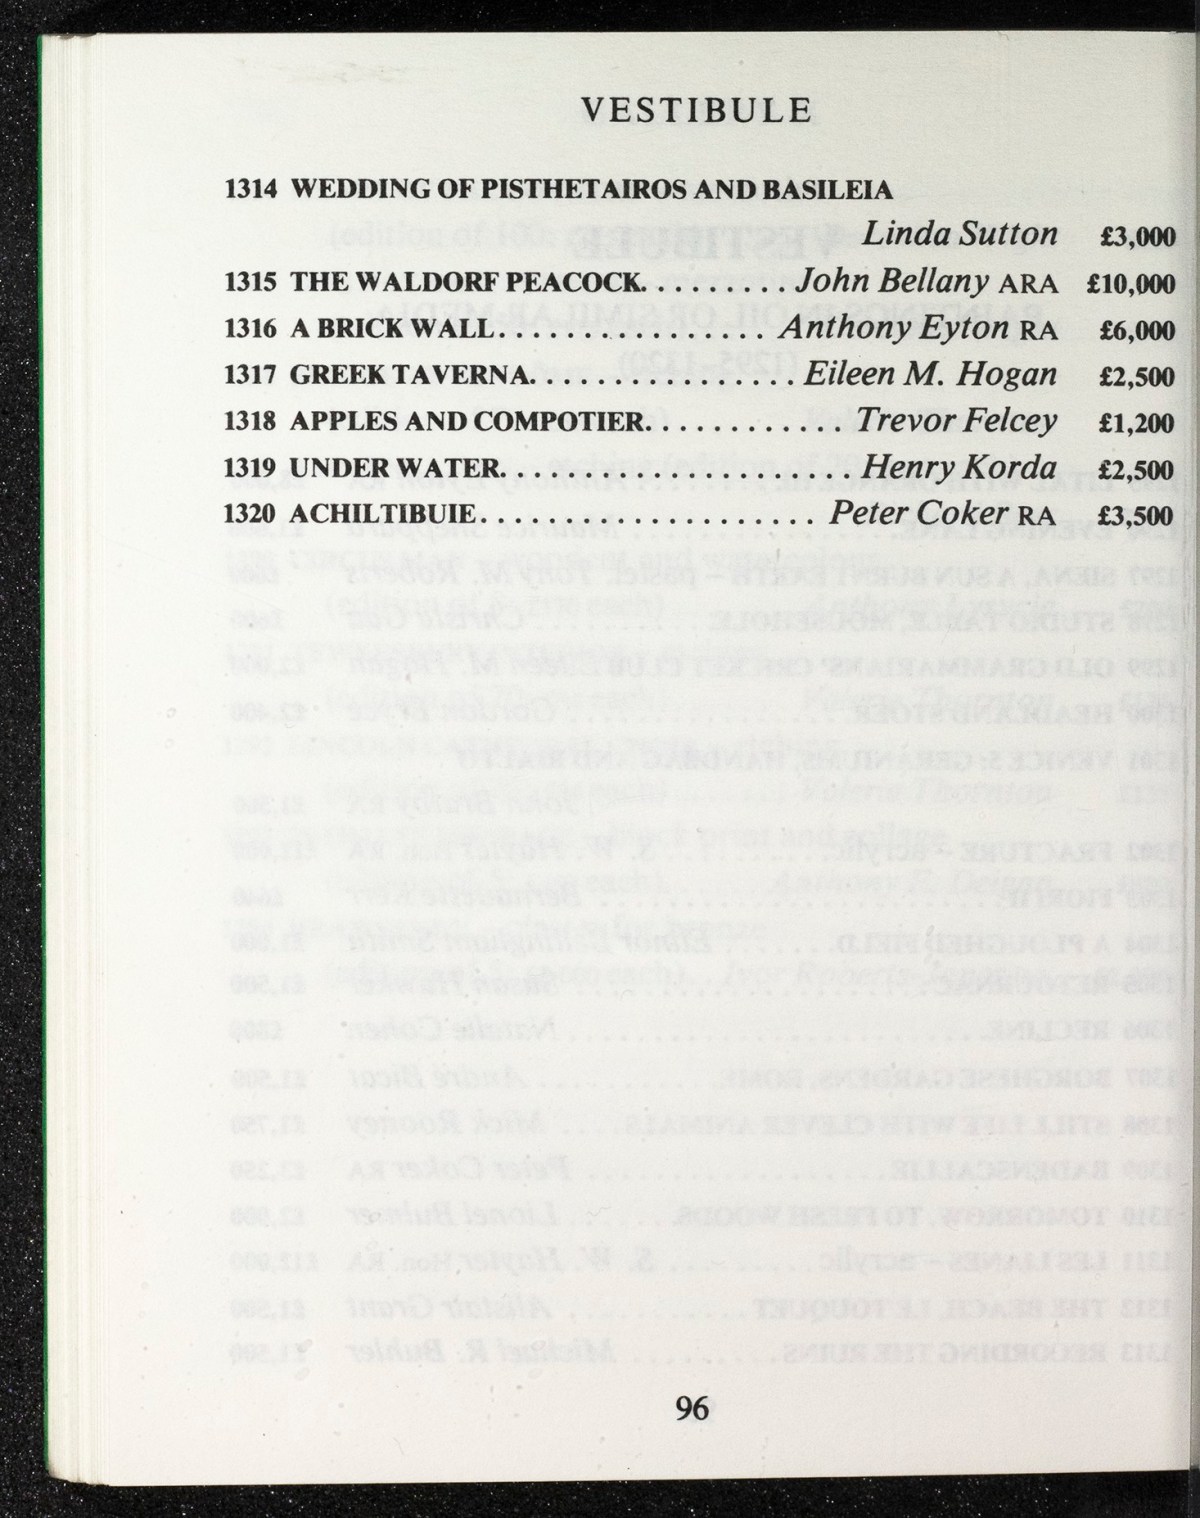 VESTIBULE
1314 WEDDING OF PISTHETAIROS AND BASILEIA
Linda Sutton £3,000
1315 THE WALDORF PEACOCK. . . . . . . . . John Bellany ARA £10,000
1316 A BRICK WALL. . . . . . . . . . . . . . . . Anthony Eyton RA £6,000
1317 GREEK TAVERNA. . . . . . . . . . . . . . . . Eileen M. Hogan £2,500
1318 APPLES AND COMPOTIER. . . . . . . . . . . . Trevor Felcey £1,200
1319 UNDER WATER. . . . . . . . . . . . . . . . . . . . . . Henry Korda £2,500
1320 ACHILTIBUIE. . . . . . . . . . . . . . . . . . . . . Peter Coker RA £3,500
96